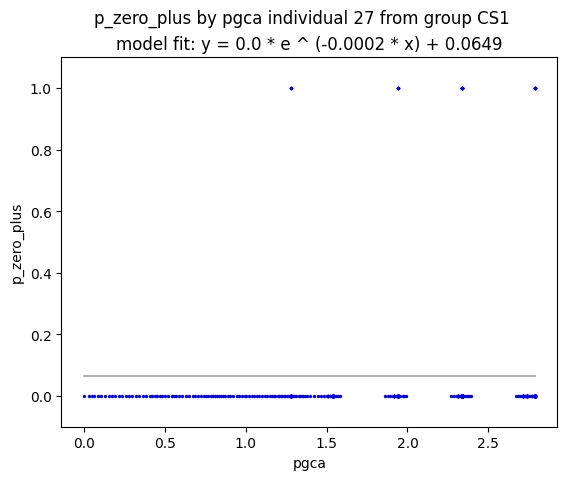 p_zero_plus by pgca individual 27 from group CS1
model fit: y = 0.0 * e ^ (-0.0002 * x) + 0.0649
1.0
0.8
0.6
0.4
0.2
0.0
p_zero_plus
0.0 0.5 1.0 1.5 2.0 2.5
pgca